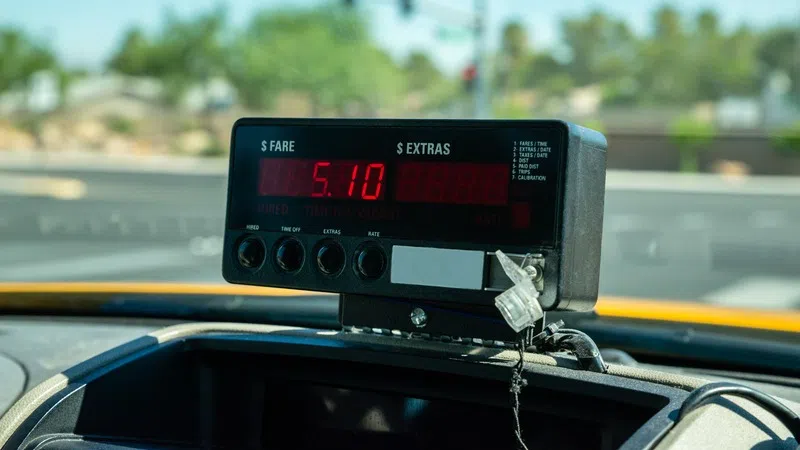 $ FARE $ EXTRAS
5.10
HIRED TIME OFF EXTRAS RATE
1 FARES / TIME
2 EXTRAS / DATE
3 TAXES / DATE
4 DIST
5 PAID DIST
6 TRIPS
7 CALIBRATION